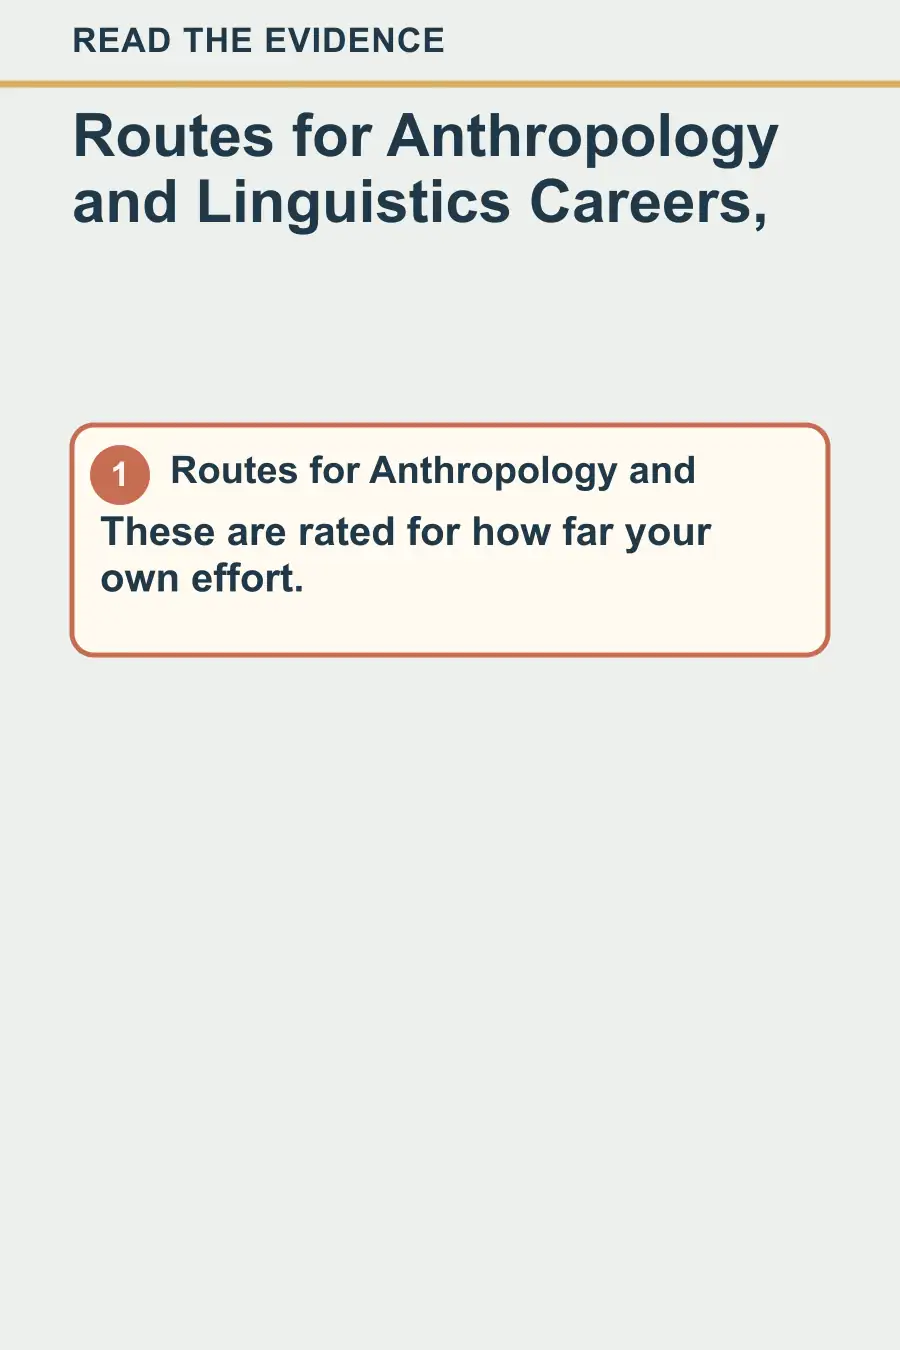 READ THE EVIDENCE
Routes for Anthropology
and Linguistics Careers,
1 Routes for Anthropology and
These are rated for how far your
own effort.